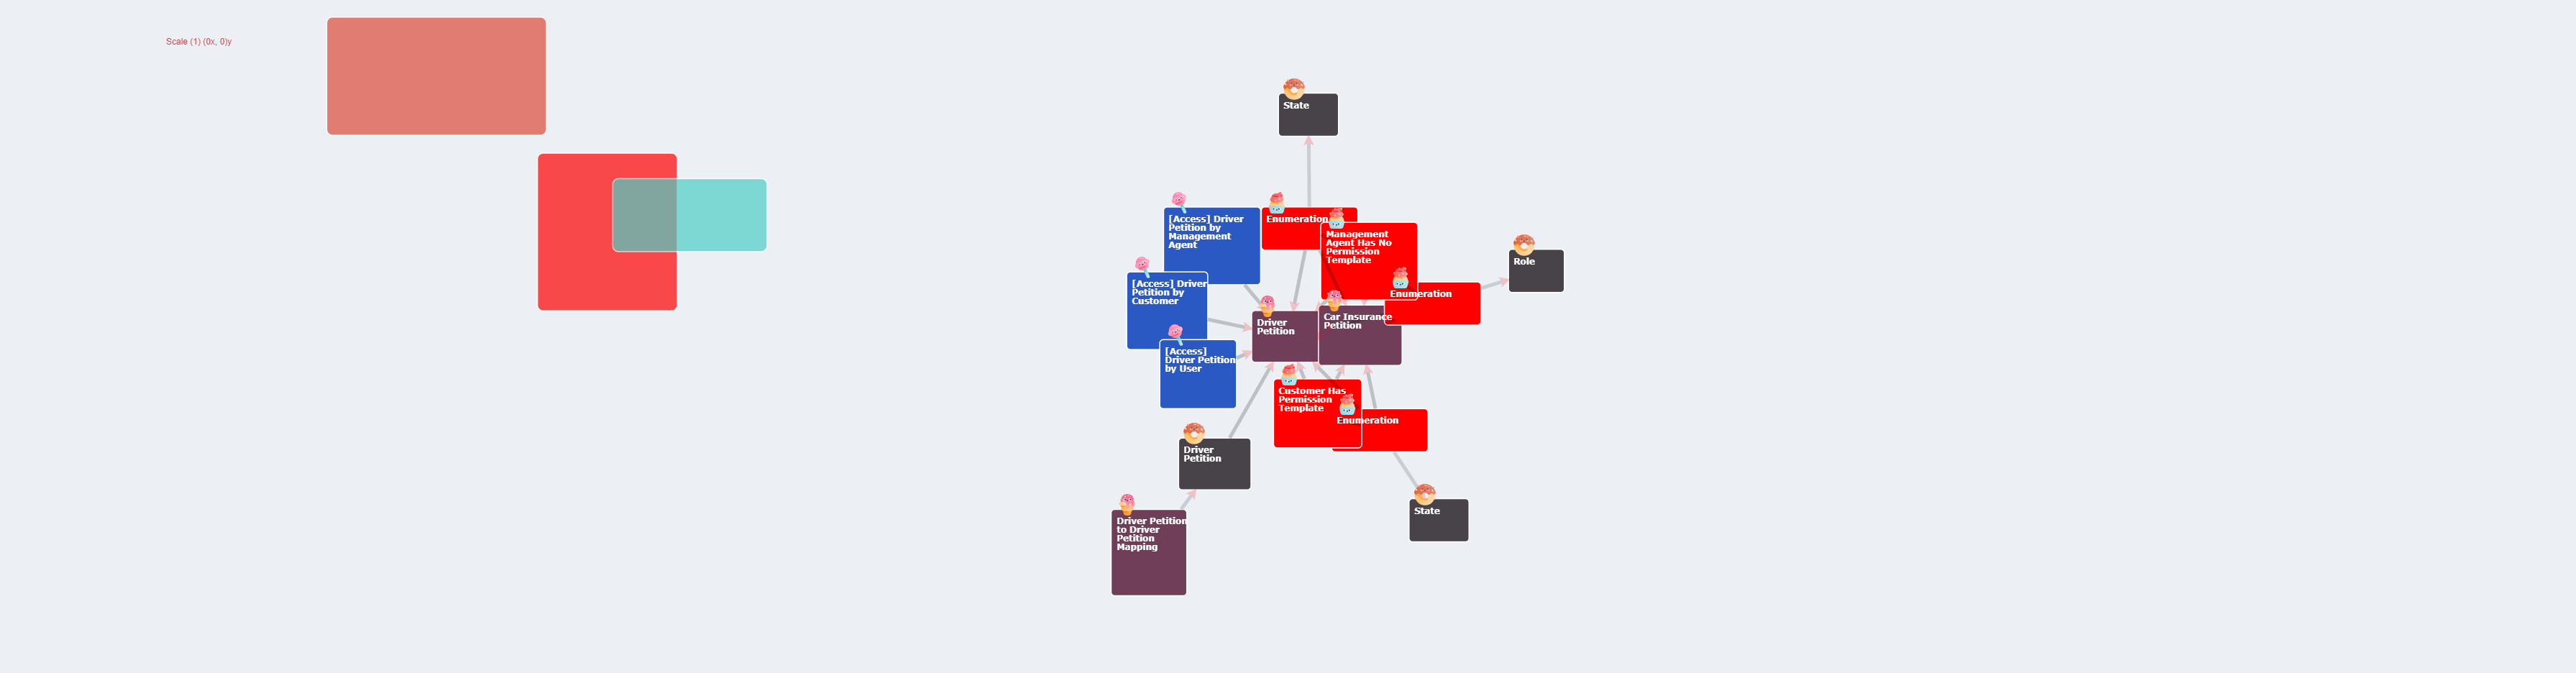 Scale (1) (0x, 0)y
State
[Access] Driver
Petition by
Management
Agent
Enumeration
Management
Agent Has No
Permission
Template
Role
[Access] Driver
Petition by
Customer
Enumeration
Driver
Petition
Car Insurance
Petition
[Access]
Driver Petition
by User
Customer Has
Permission
Template
Enumeration
Driver
Petition
State
Driver Petition
to Driver
Petition
Mapping